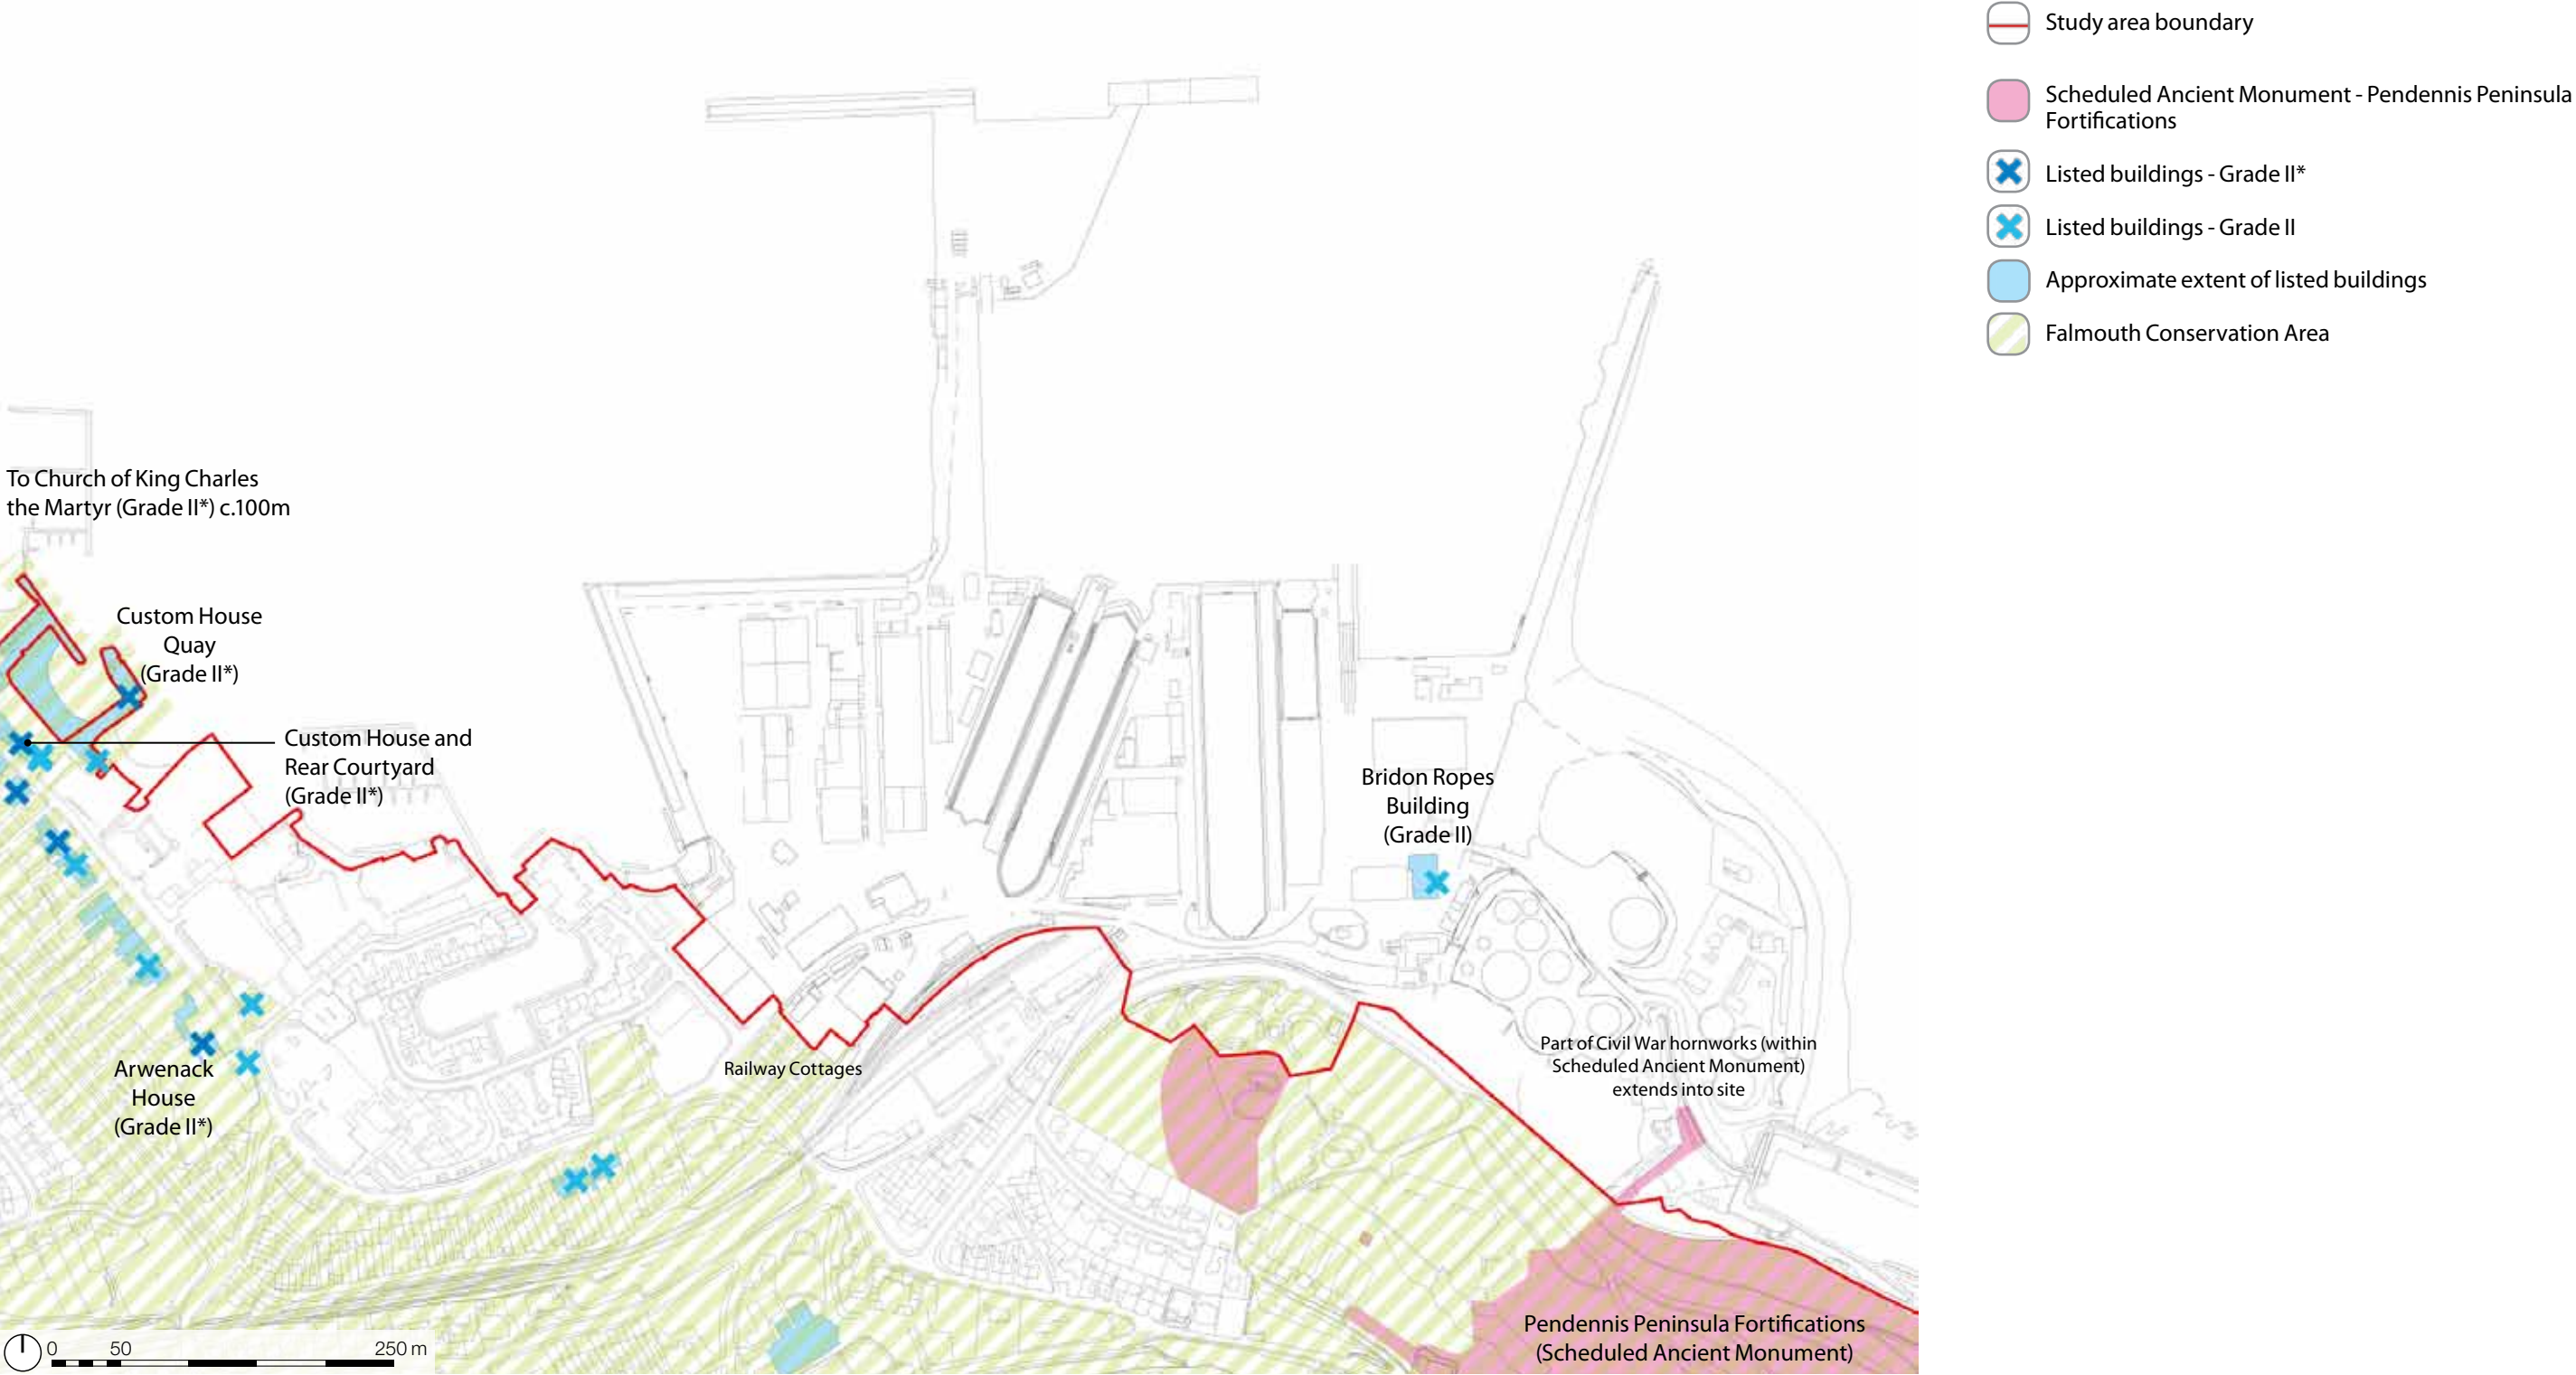 Study area boundary
Scheduled Ancient Monument - Pendennis Peninsula
Fortifications
Listed buildings - Grade II*
Listed buildings - Grade II
Approximate extent of listed buildings
Falmouth Conservation Area
To Church of King Charles
the Martyr (Grade II*) c.100m
Custom House
Quay
(Grade II*)
Custom House and
Rear Courtyard
(Grade II*)
Bridon Ropes
Building
(Grade II)
Arwenack
House
(Grade II*)
Railway Cottages
Part of Civil War hornworks (within
Scheduled Ancient Monument)
extends into site
Pendennis Peninsula Fortifications
(Scheduled Ancient Monument)
0 50 250 m